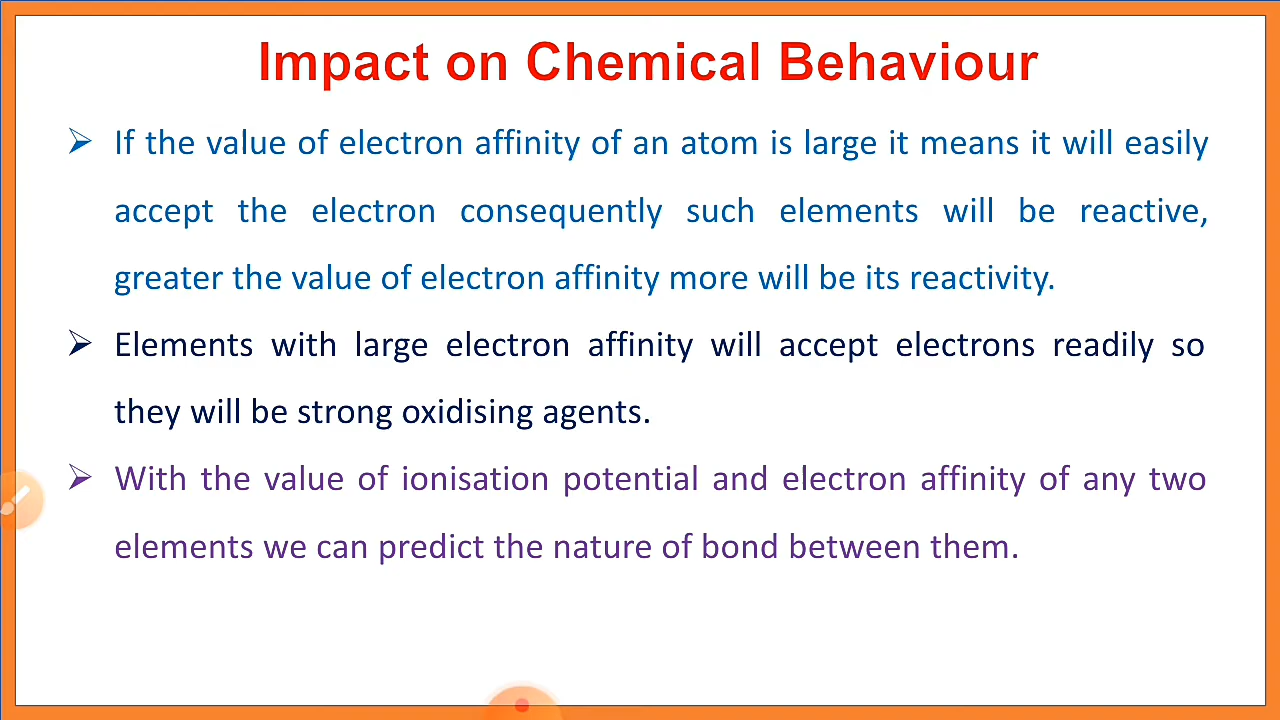 Impact on Chemical Behaviour
If the value of electron affinity of an atom is large it means it will easily
accept the electron consequently such elements will be reactive,
greater the value of electron affinity more will be its reactivity.
Elements with large electron affinity will accept electrons readily so
they will be strong oxidising agents.
With the value of ionisation potential and electron affinity of any two
elements we can predict the nature of bond between them.